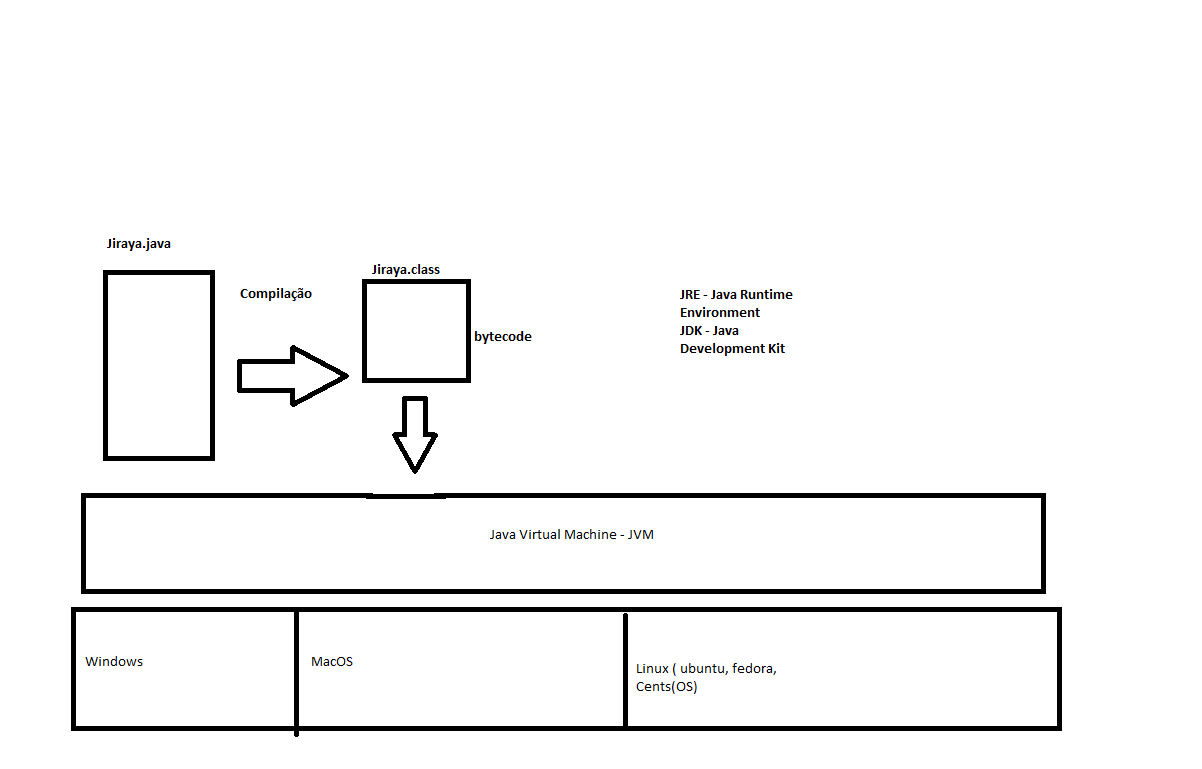 Jiraya.java
Jiraya.class
Compilação
bytecode
JRE - Java Runtime
Environment
JDK - Java
Development Kit
Java Virtual Machine - JVM
Windows
MacOS
Linux ( ubuntu, fedora,
Cents(OS)